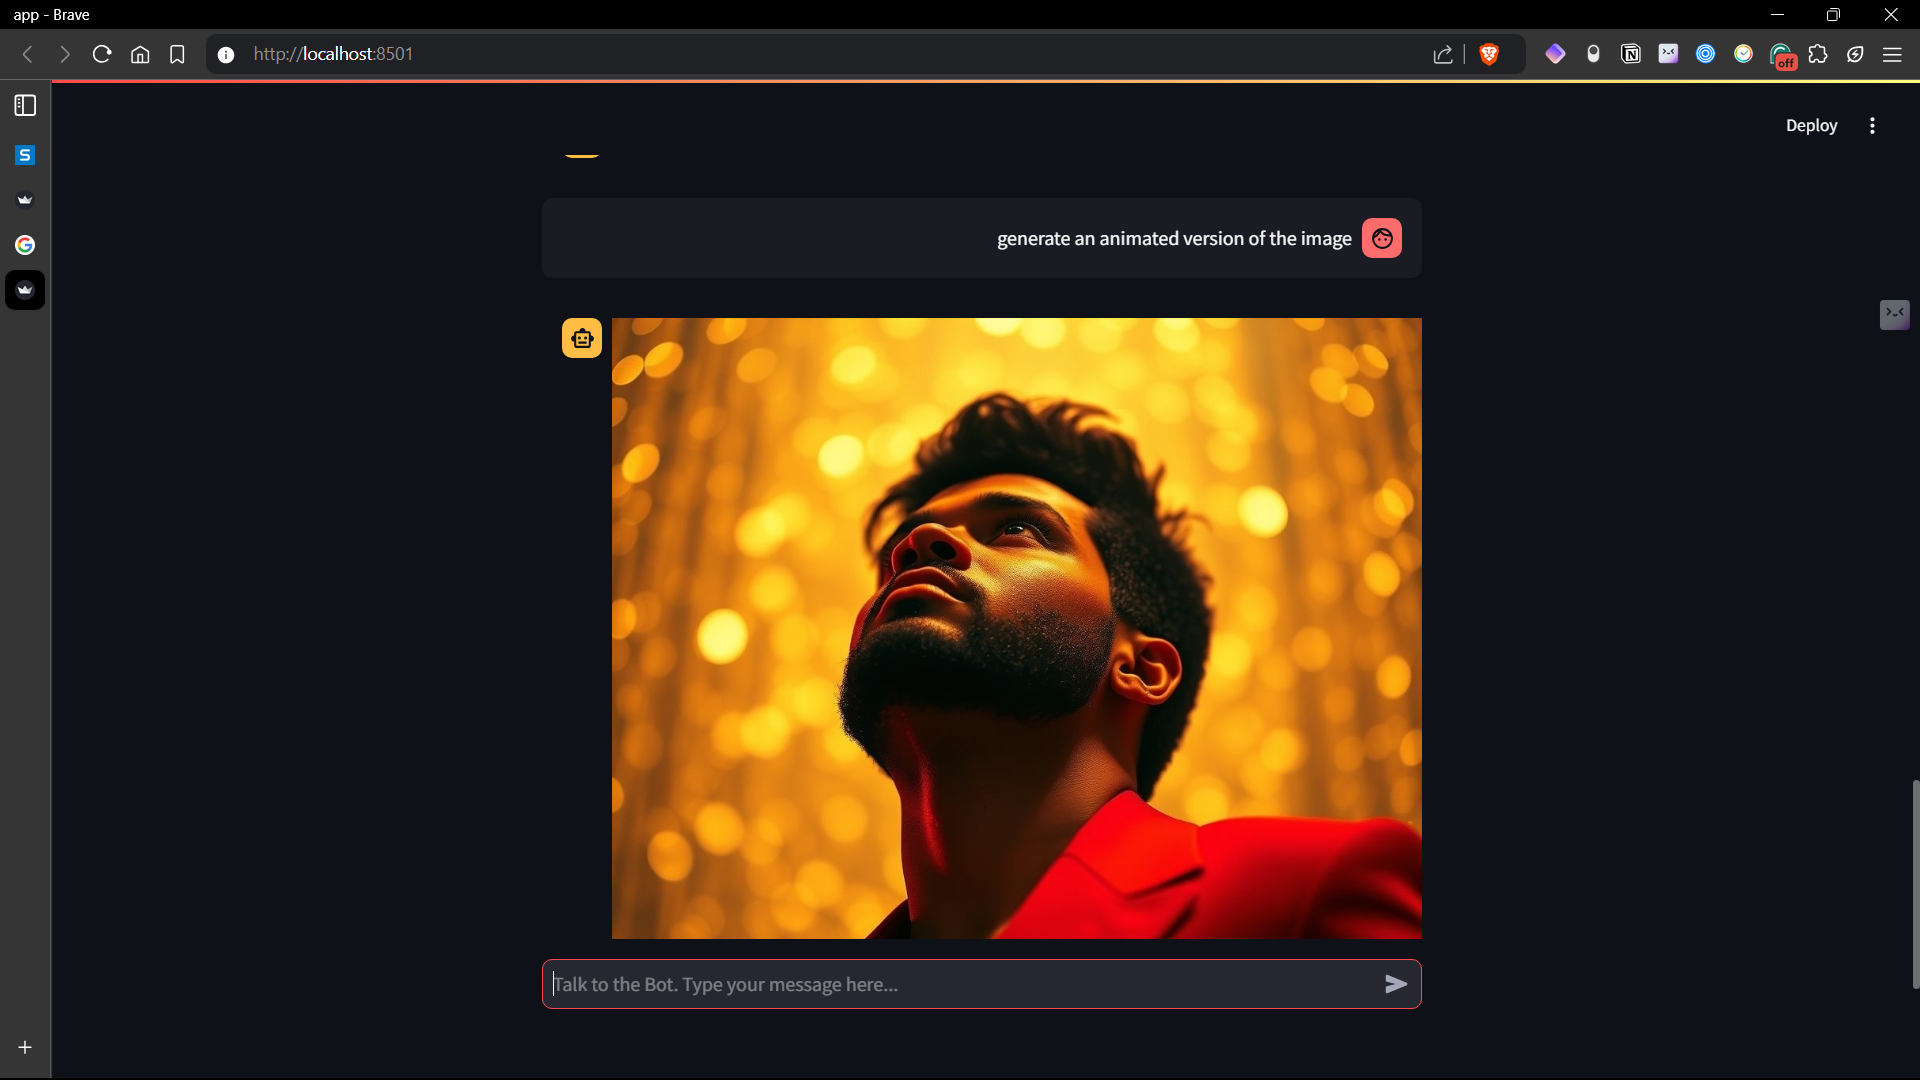 app - Brave
http://localhost:8501
off
Deploy
generate an animated version of the image
Talk to the Bot. Type your message here...